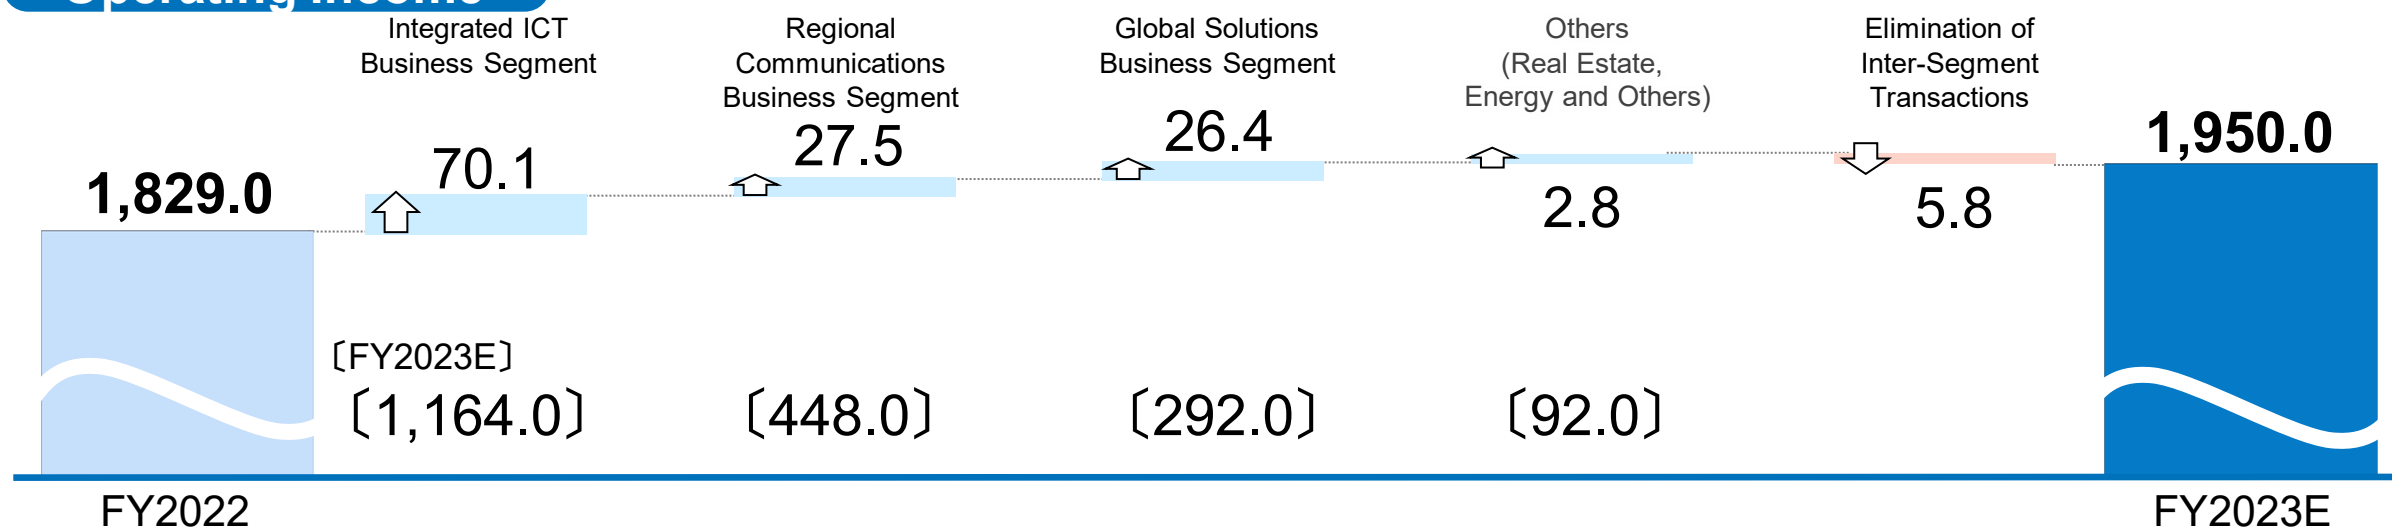 Operating Income
Integrated ICT
Business Segment
Regional
Communications
Business Segment
Global Solutions
Business Segment
Others
(Real Estate,
Energy and Others)
Elimination of
Inter-Segment
Transactions
1,829.0
70.1
27.5
26.4
2.8
5.8
1,950.0
〔FY2023E〕
〔1,164.0〕
〔448.0〕
〔292.0〕
〔92.0〕
FY2022
FY2023E